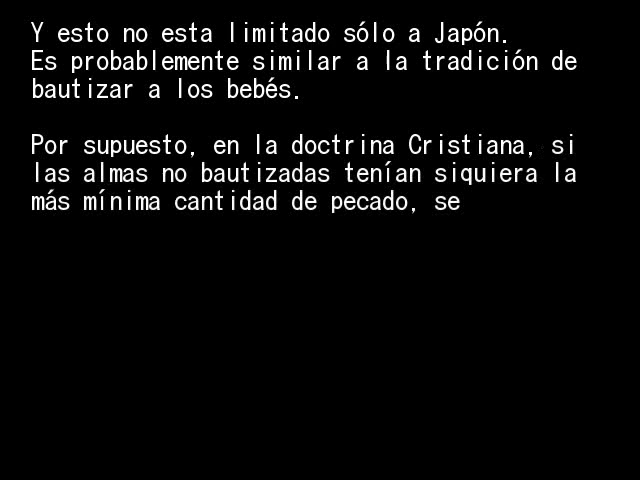 Y esto no esta limitado sólo a Japón.
Es probablemente similar a la tradición de
bautizar a los bebés.
Por supuesto, en la doctrina Cristiana, si
las almas no bautizadas tenían siquiera la
más mínima cantidad de pecado, se